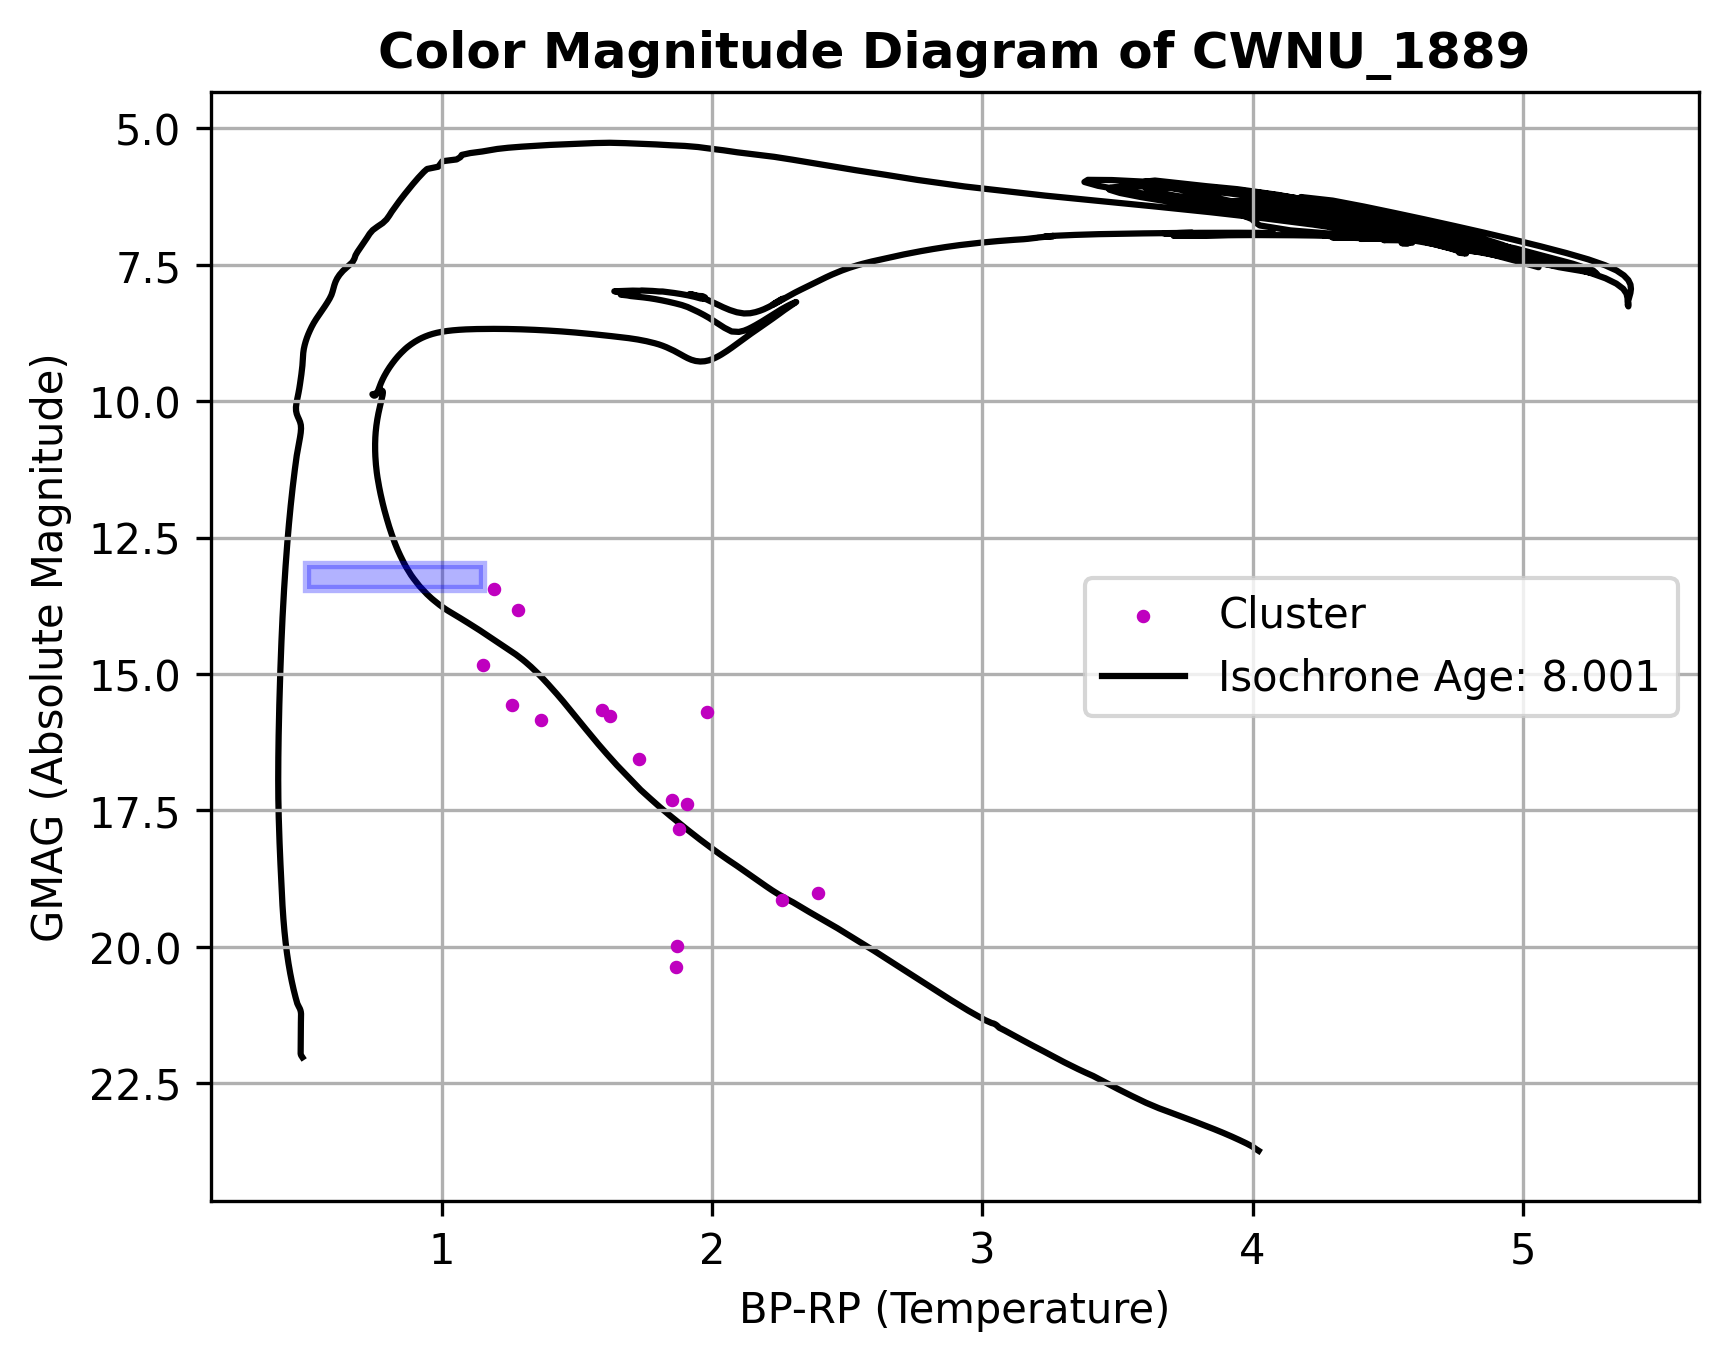 Color Magnitude Diagram of CWNU_1889
GMAG (Absolute Magnitude)
5.0
7.5
10.0
12.5
15.0
17.5
20.0
22.5
Cluster
Isochrone Age: 8.001
1 2 3 4 5
BP-RP (Temperature)